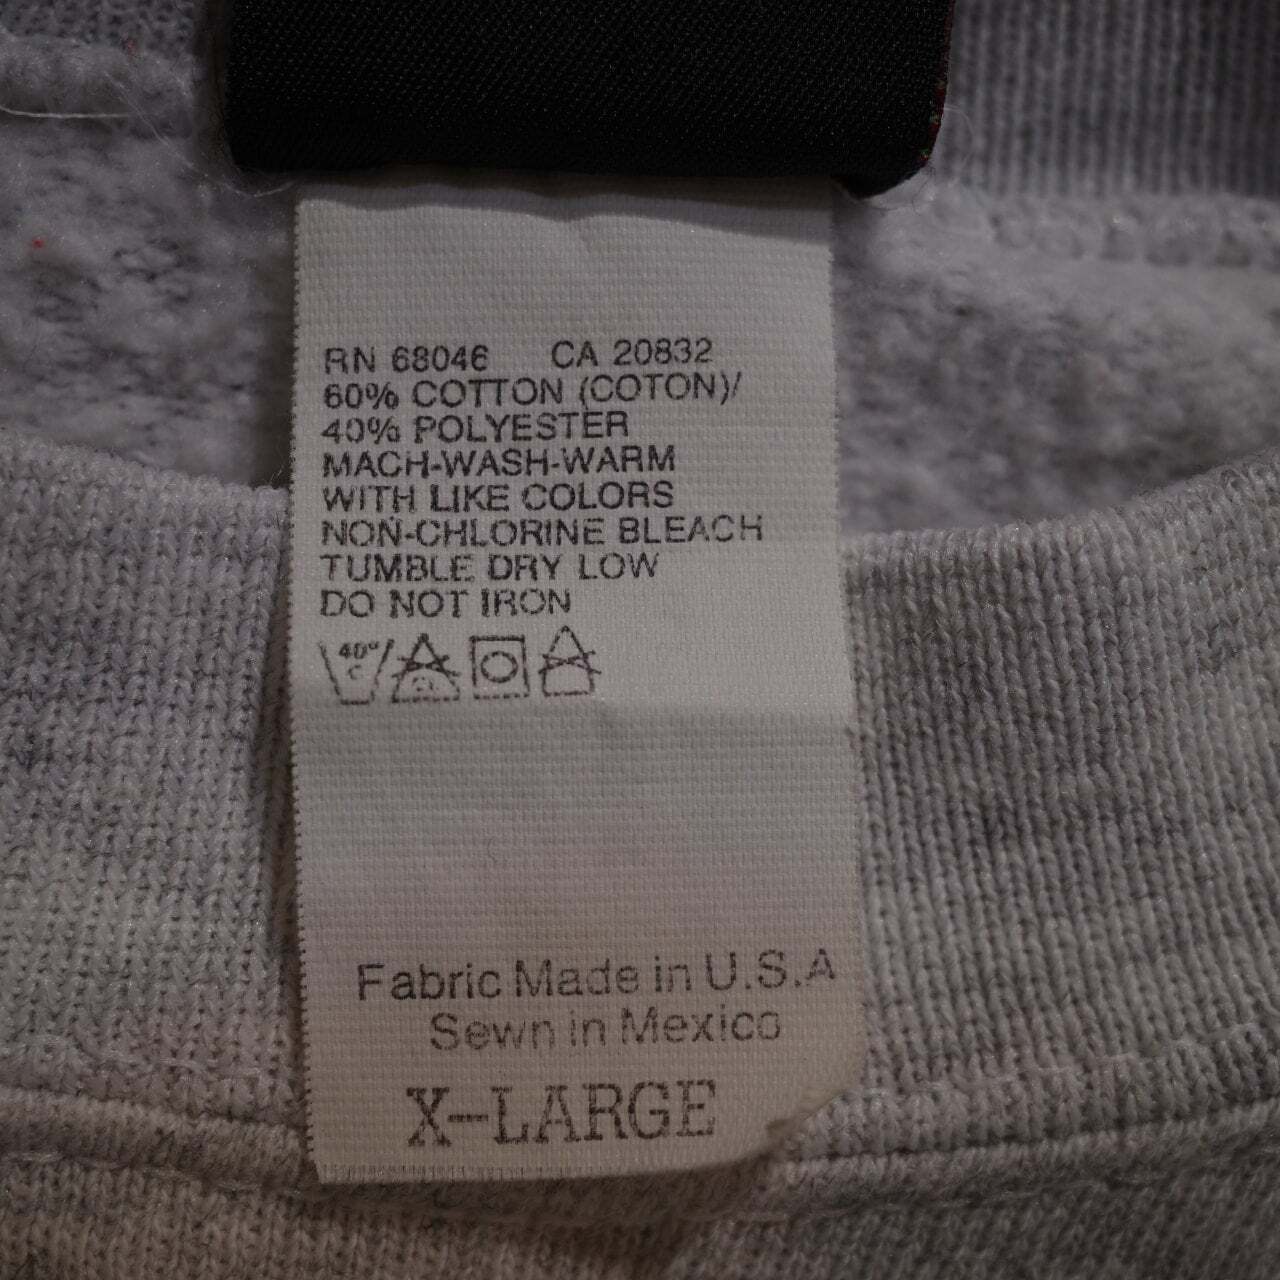 RN 68046 CA 20832
60% COTTON (COTON)/
40% POLYESTER
MACH-WASH-WARM
WITH LIKE COLORS
NON-CHLORINE BLEACH
TUMBLE DRY LOW
DO NOT IRON
40° C CL
Fabric Made in U.S.A
Sewn in Mexico
X-LARGE